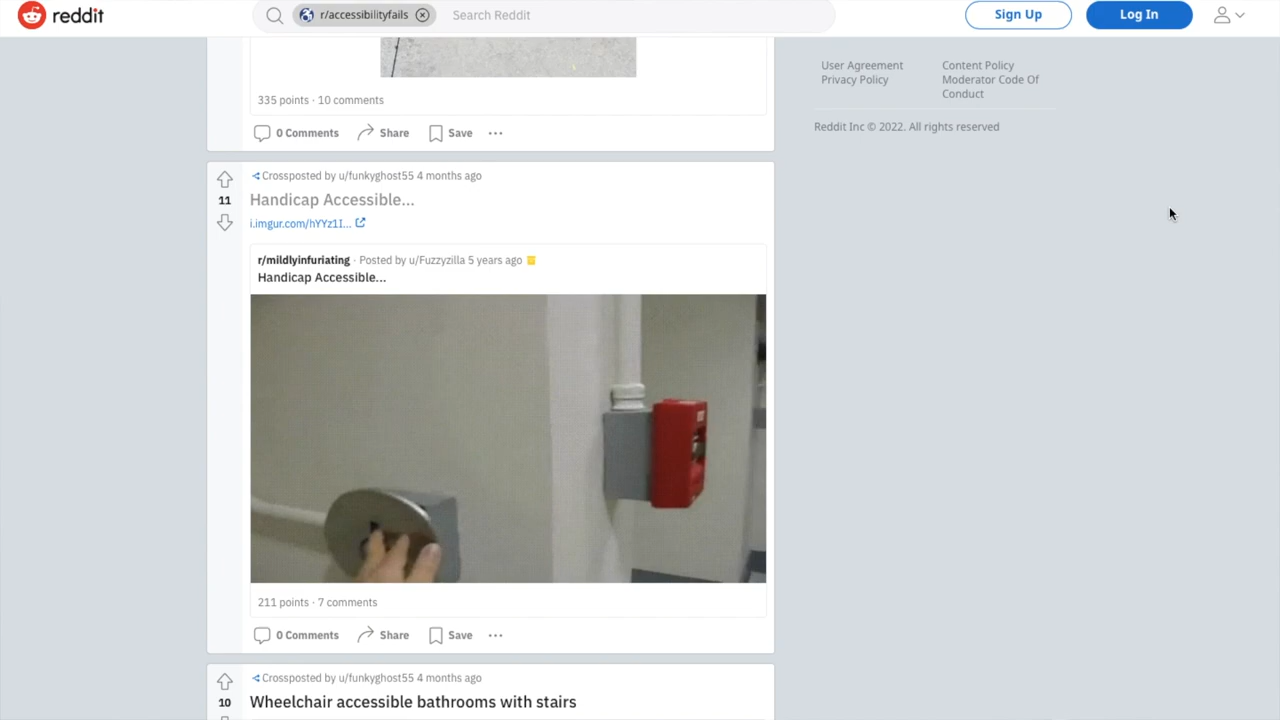 reddit
r/accessibilityfails
Search Reddit
Sign Up
Log In
335 points · 10 comments
0 Comments
Share
Save
User Agreement
Privacy Policy
Content Policy
Moderator Code Of
Conduct
Reddit Inc © 2022. All rights reserved
11
Crossposted by u/funkyghost55 4 months ago
Handicap Accessible...
i.imgur.com/hYYz1I...
r/mildlyinfuriating · Posted by u/Fuzzyzilla 5 years ago
Handicap Accessible...
211 points · 7 comments
0 Comments
Share
Save
10
Crossposted by u/funkyghost55 4 months ago
Wheelchair accessible bathrooms with stairs